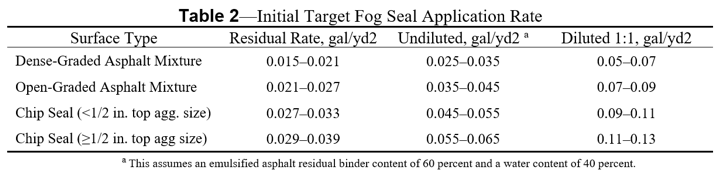 Table 2—Initial Target Fog Seal Application Rate
Surface Type Residual Rate, gal/yd2 Undiluted, gal/yd2 ᵃ Diluted 1:1, gal/yd2
Dense-Graded Asphalt Mixture 0.015–0.021 0.025–0.035 0.05–0.07
Open-Graded Asphalt Mixture 0.021–0.027 0.035–0.045 0.07–0.09
Chip Seal (<1/2 in. top agg. size) 0.027–0.033 0.045–0.055 0.09–0.11
Chip Seal (≥1/2 in. top agg size) 0.029–0.039 0.055–0.065 0.11–0.13
ᵃ This assumes an emulsified asphalt residual binder content of 60 percent and a water content of 40 percent.